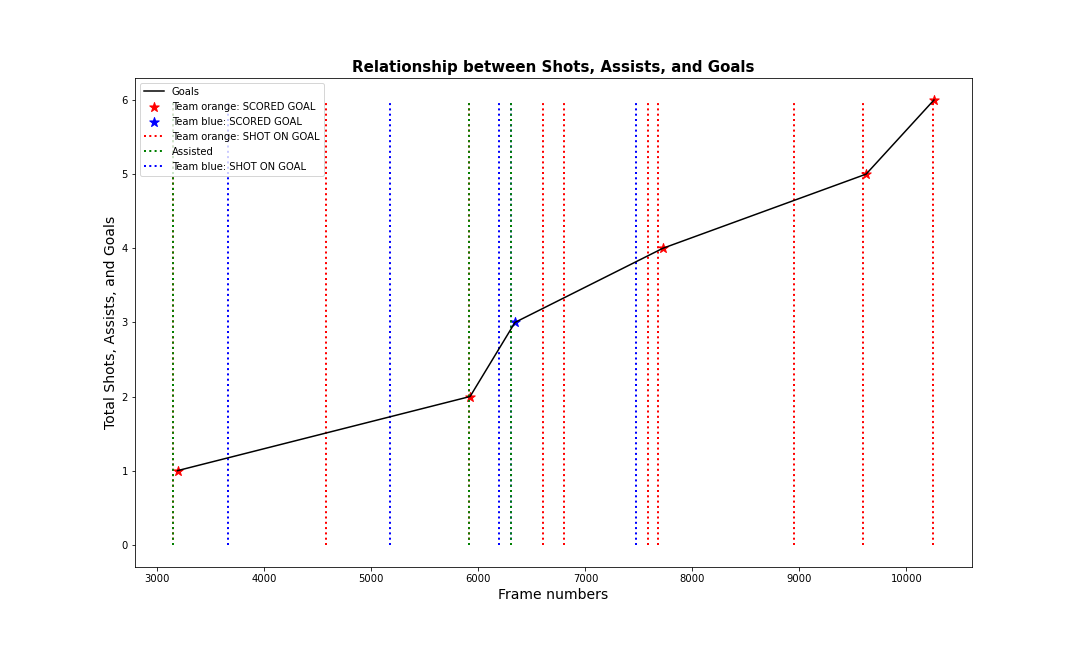 Relationship between Shots, Assists, and Goals
Goals
Team orange: SCORED GOAL
Team blue: SCORED GOAL
Team orange: SHOT ON GOAL
Assisted
Team blue: SHOT ON GOAL
Total Shots, Assists, and Goals
6
5
4
3
2
1
0
3000 4000 5000 6000 7000 8000 9000 10000
Frame numbers